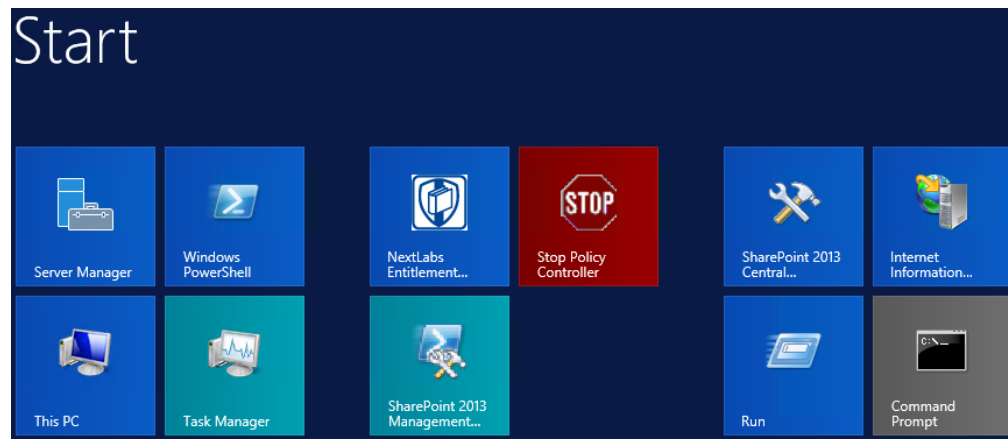 Start
Server Manager
Windows
PowerShell
NextLabs
Entitlement...
STOP
Stop Policy
Controller
SharePoint 2013
Central...
Internet
Information...
This PC
Task Manager
SharePoint 2013
Management...
Run
C:\_
Command
Prompt